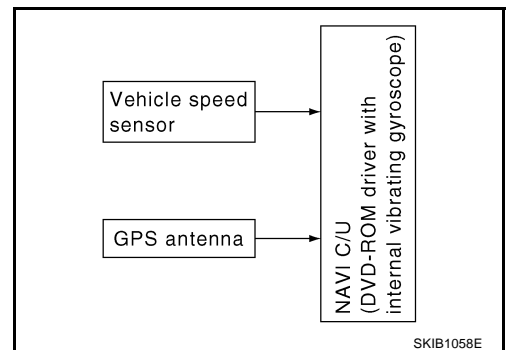 Vehicle speed
sensor
GPS antenna
NAVI C/U
(DVD-ROM driver with
internal vibrating gyroscope)
SKIB1058E